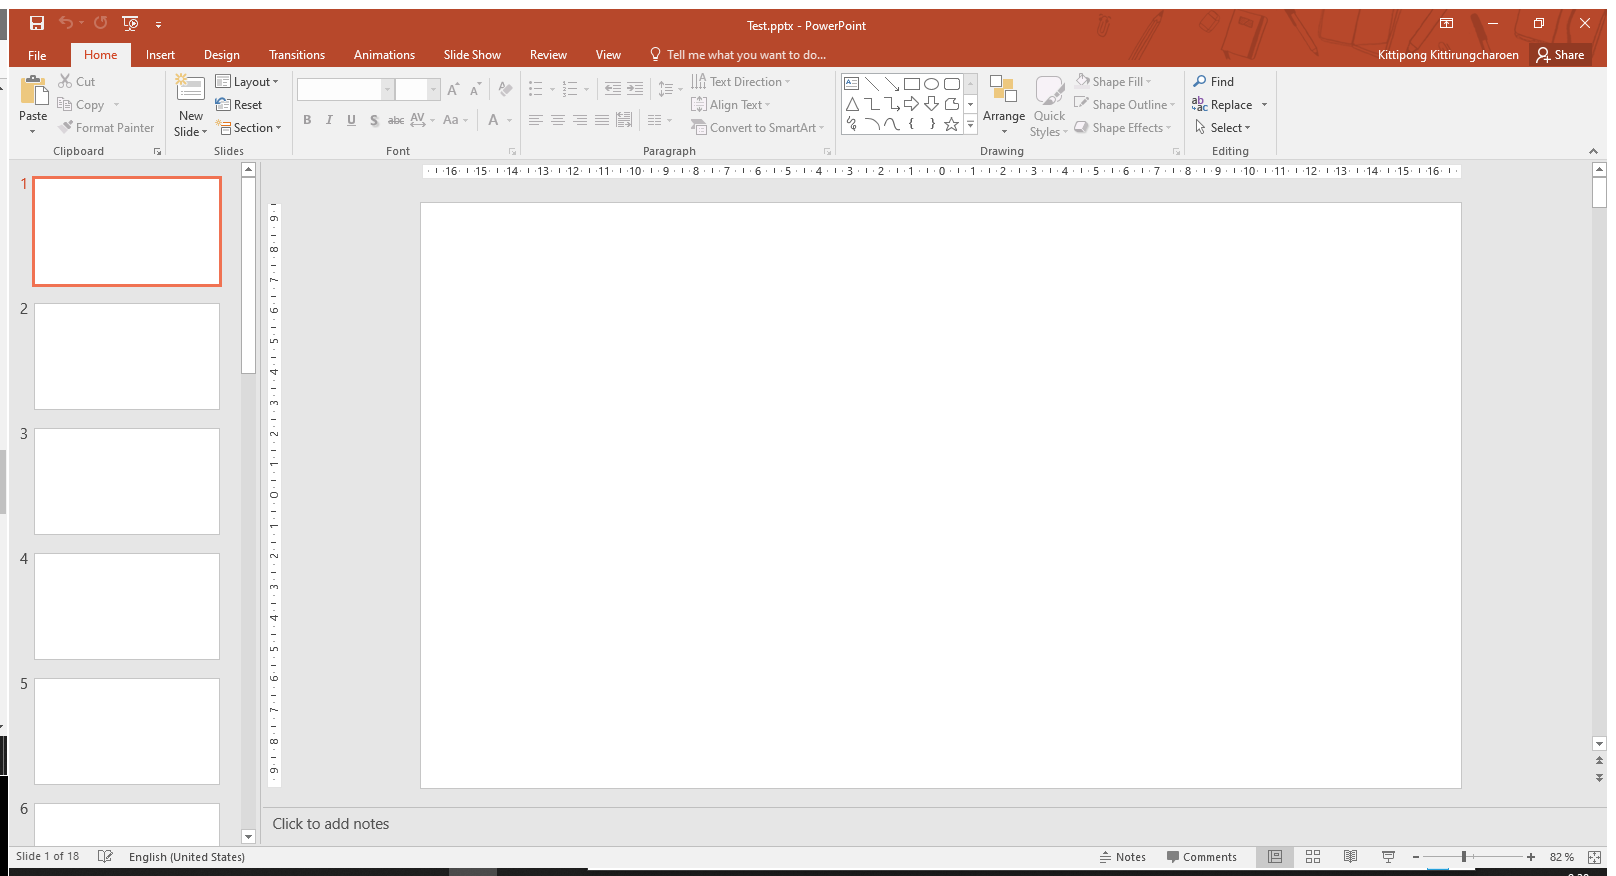 Test.pptx - PowerPoint
File Home Insert Design Transitions Animations Slide Show Review View Tell me what you want to do... Kittipong Kittirungcharoen Share
Paste
Cut
Copy
Format Painter
Clipboard
New
Slide
Layout
Reset
Section
Slides
B I U S abc AV Aa A
Font
Text Direction
Align Text
Convert to SmartArt
Paragraph
Arrange
Quick
Styles
Shape Fill
Shape Outline
Shape Effects
Drawing
Find
Replace
Select
Editing
16 15 14 13 12 11 10 9 8 7 6 5 4 3 2 1 0 1 2 3 4 5 6 7 8 9 10 11 12 13 14 15 16
9 8 7 6 5 4 3 2 1 0 1 2 3 4 5 6 7 8 9
1
2
3
4
5
6
Click to add notes
Slide 1 of 18 English (United States) Notes Comments 82 %